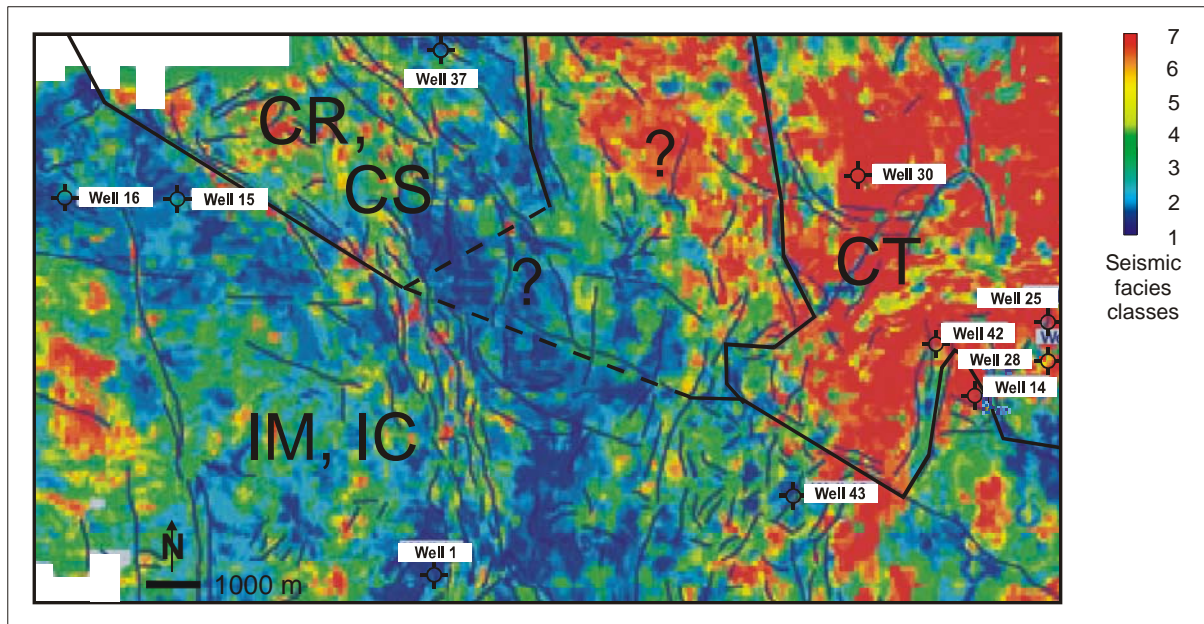 Well 37
CR,
CS
?
Well 30
Well 16
Well 15
CT
?
Well 25
We
Well 42
Well 28
Well 14
IM, IC
Well 43
Well 1
N
1000 m
7
6
5
4
3
2
1
Seismic
facies
classes